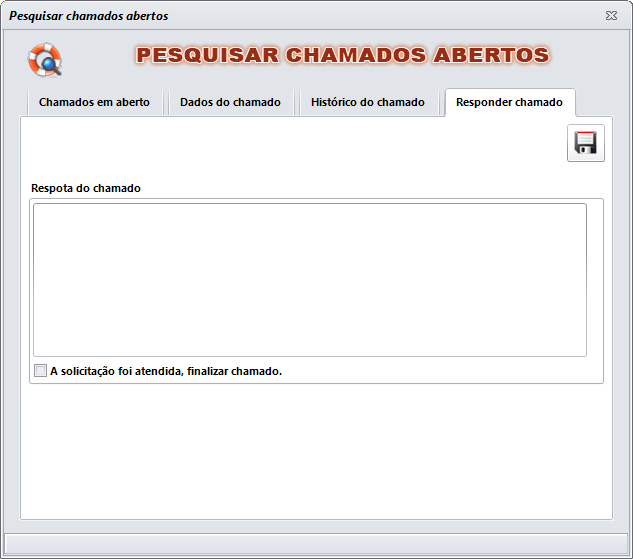 Pesquisar chamados abertos
PESQUISAR CHAMADOS ABERTOS
Chamados em aberto
Dados do chamado
Histórico do chamado
Responder chamado
Respota do chamado
A solicitação foi atendida, finalizar chamado.